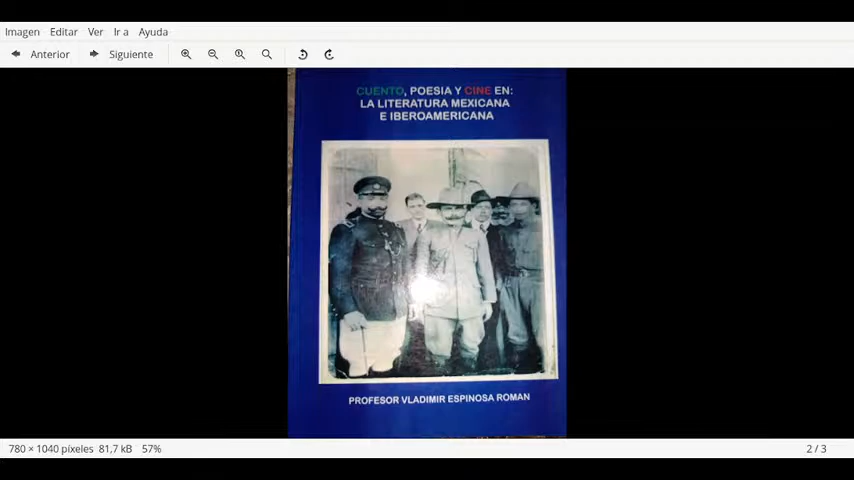 Imagen Editar Ver Ir a Ayuda
Anterior Siguiente
CUENTO, POESIA Y CINE EN:
LA LITERATURA MEXICANA
E IBEROAMERICANA
PROFESOR VLADIMIR ESPINOSA ROMAN
780 × 1040 píxeles 81,7 kB 57% 2 / 3